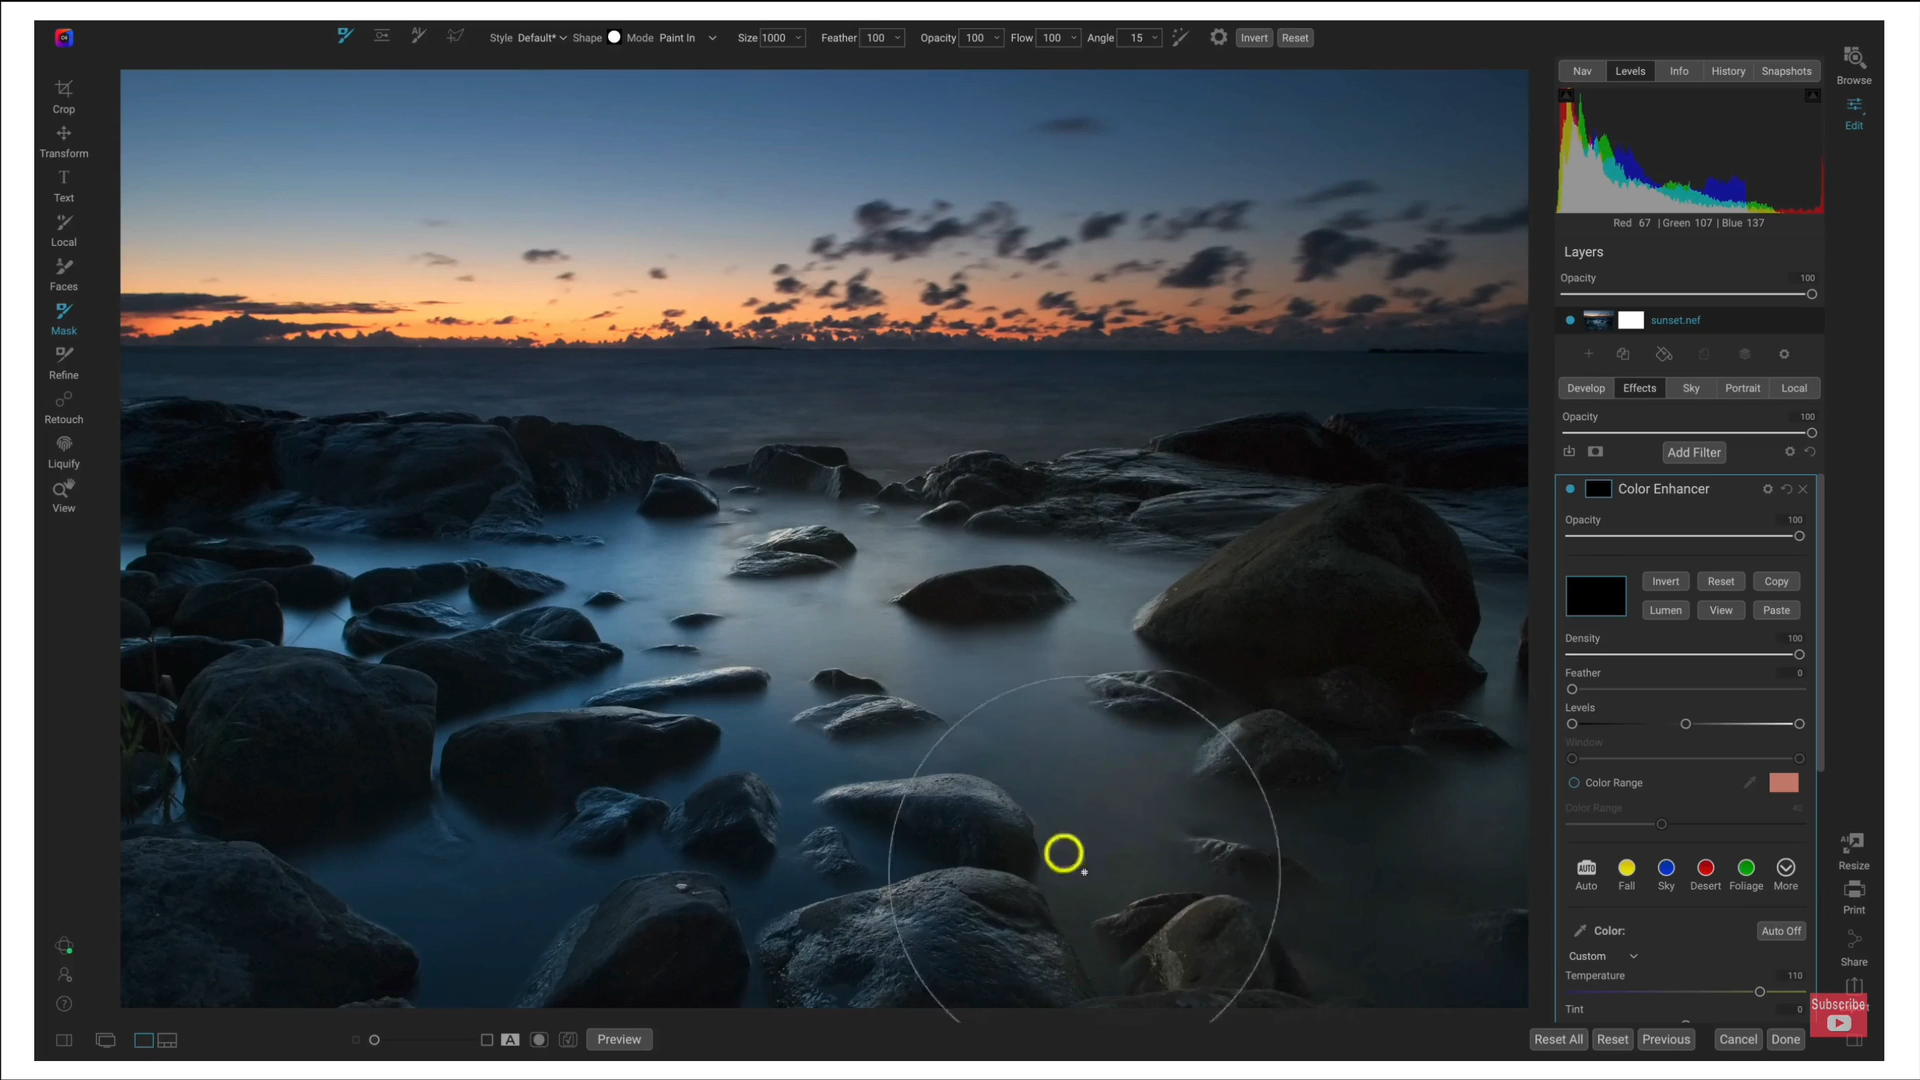 Style Default* Shape Mode Paint In Size 1000 Feather 100 Opacity 100 Flow 100 Angle 15 Invert Reset
Crop
Transform
Text
Local
Faces
Mask
Refine
Retouch
Liquify
View
Nav Levels Info History Snapshots
Red 67 | Green 107 | Blue 137
Layers
Opacity 100
sunset.nef
Develop Effects Sky Portrait Local
Opacity 100
Add Filter
Color Enhancer
Opacity 100
Invert Reset Copy
Lumen View Paste
Density 100
Feather 0
Levels
Window
Color Range
Color Range 40
AUTO
Auto Fall Sky Desert Foliage More
Color: Auto Off
Custom
Temperature 110
Tint 0
Browse
Edit
AI
Resize
Print
Share
Subscribe
A Preview
Reset All Reset Previous Cancel Done